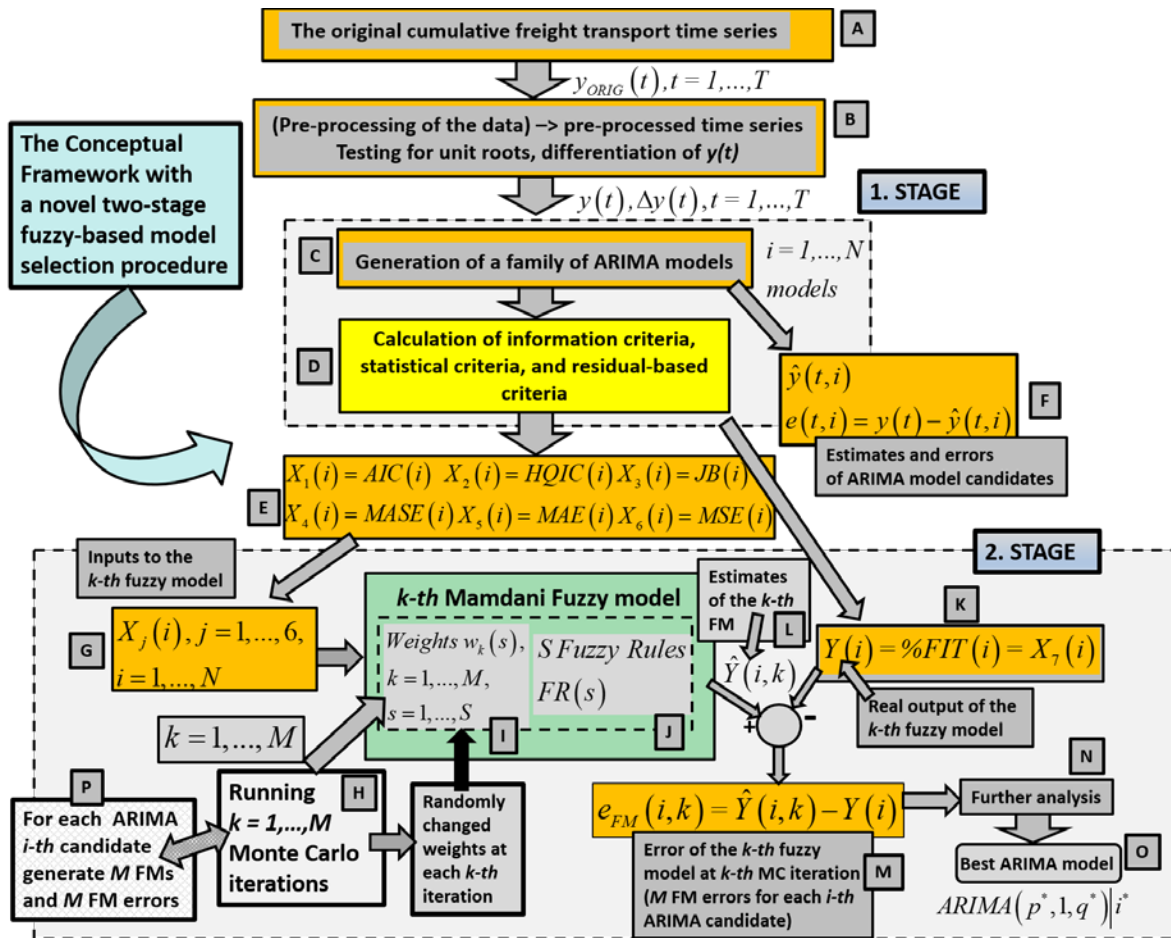 The original cumulative freight transport time series
A
y_ORIG (t), t = 1,...,T
(Pre-processing of the data) –> pre-processed time series
Testing for unit roots, differentiation of y(t)
B
The Conceptual
Framework with
a novel two-stage
fuzzy-based model
selection procedure
y(t), Δy(t), t = 1,...,T
1. STAGE
C
Generation of a family of ARIMA models
i = 1,..., N
models
D
Calculation of information criteria,
statistical criteria, and residual-based
criteria
ŷ(t,i)
e(t,i) = y(t) − ŷ(t,i)
F
Estimates and errors
of ARIMA model candidates
E
X₁(i) = AIC(i) X₂(i) = HQIC(i) X₃(i) = JB(i)
X₄(i) = MASE(i) X₅(i) = MAE(i) X₆(i) = MSE(i)
2. STAGE
Inputs to the
k-th fuzzy model
G
X_j(i), j = 1,...,6,
i = 1,..., N
k-th Mamdani Fuzzy model
Weights w_k(s),
k = 1,..., M,
s = 1,..., S
I
S Fuzzy Rules
FR(s)
J
Estimates
of the k-th
FM
L
Ŷ(i,k)
K
Y(i) = %FIT(i) = X₇(i)
Real output of the
k-th fuzzy model
+
-
k = 1,..., M
P
For each ARIMA
i-th candidate
generate M FMs
and M FM errors
H
Running
k = 1,...,M
Monte Carlo
iterations
Randomly
changed
weights at
each k-th
iteration
e_FM(i,k) = Ŷ(i,k) − Y(i)
Error of the k-th fuzzy
model at k-th MC iteration
(M FM errors for each i-th
ARIMA candidate)
M
N
Further analysis
O
Best ARIMA model
ARIMA(p*,1,q*)|i*